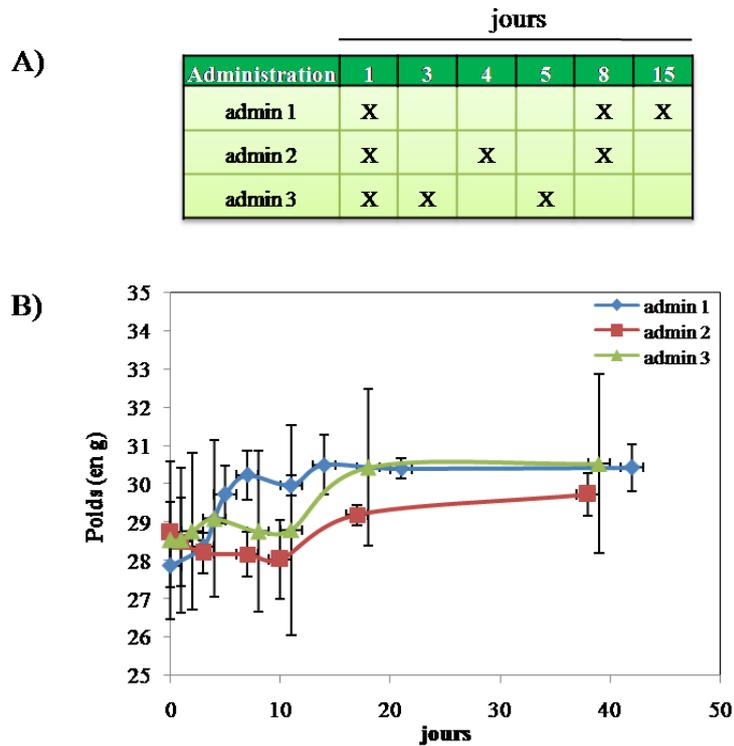 jours
A)
Administration 1 3 4 5 8 15
admin 1 X X X
admin 2 X X X
admin 3 X X X
B)
35
34
33
32
31
30
29
28
27
26
25
Poids (en g)
admin 1
admin 2
admin 3
0 10 20 30 40 50
jours